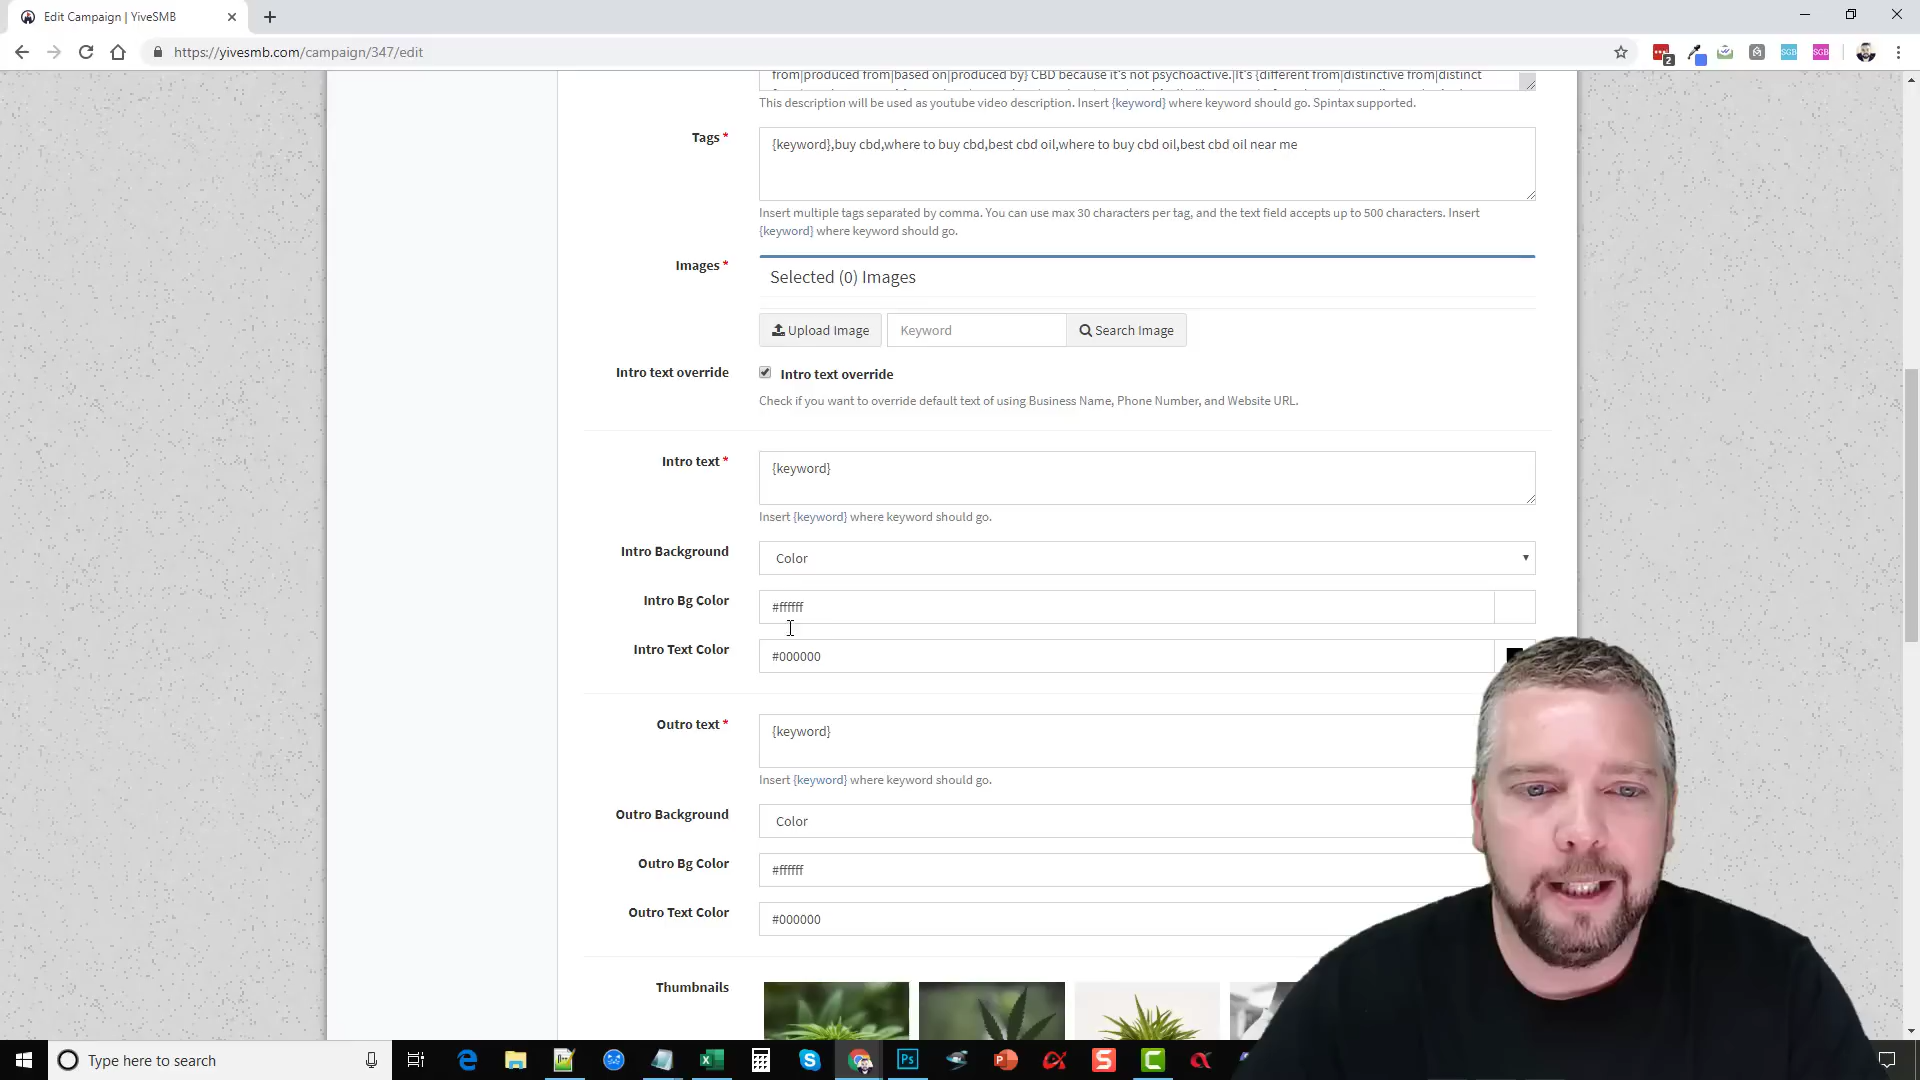 Edit Campaign | YiveSMB
https://yivesmb.com/campaign/347/edit
2
SGB
SGB
from|produced from|based on|produced by} CBD because it's not psychoactive.|It's {different from|distinctive from|distinct
This description will be used as youtube video description. Insert {keyword} where keyword should go. Spintax supported.
Tags *
{keyword},buy cbd,where to buy cbd,best cbd oil,where to buy cbd oil,best cbd oil near me
Insert multiple tags separated by comma. You can use max 30 characters per tag, and the text field accepts up to 500 characters. Insert
{keyword} where keyword should go.
Images *
Selected (0) Images
Upload Image
Keyword
Search Image
Intro text override
Intro text override
Check if you want to override default text of using Business Name, Phone Number, and Website URL.
Intro text *
{keyword}
Insert {keyword} where keyword should go.
Intro Background
Color
Intro Bg Color
#ffffff
Intro Text Color
#000000
Outro text *
{keyword}
Insert {keyword} where keyword should go.
Outro Background
Color
Outro Bg Color
#ffffff
Outro Text Color
#000000
Thumbnails
Type here to search
Ps